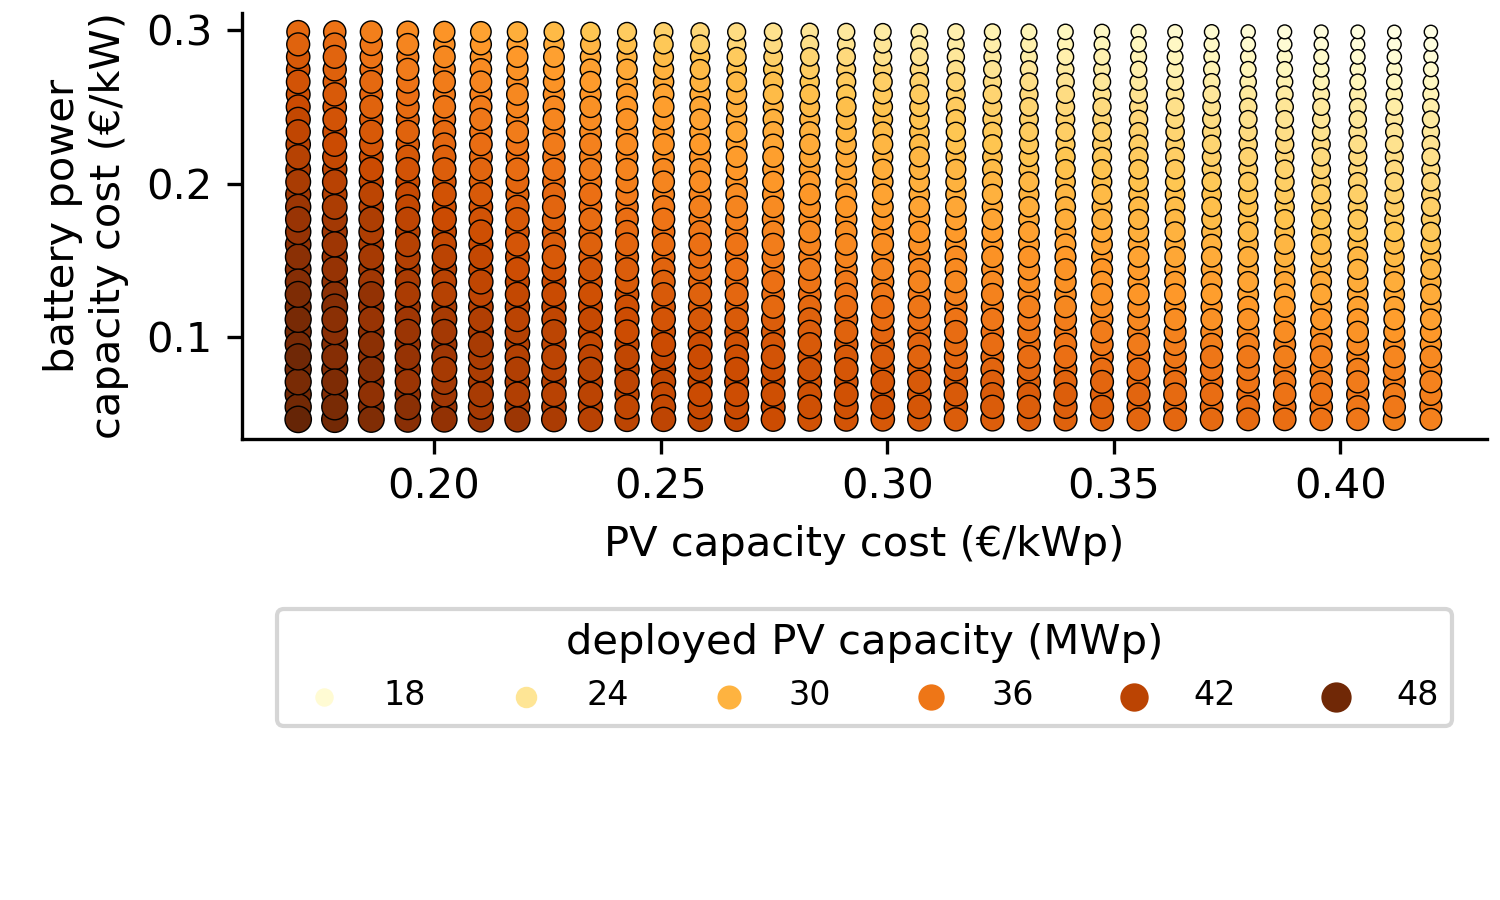 battery power
capacity cost (€/kW)
0.3
0.2
0.1
0.20 0.25 0.30 0.35 0.40
PV capacity cost (€/kWp)
deployed PV capacity (MWp)
18 24 30 36 42 48